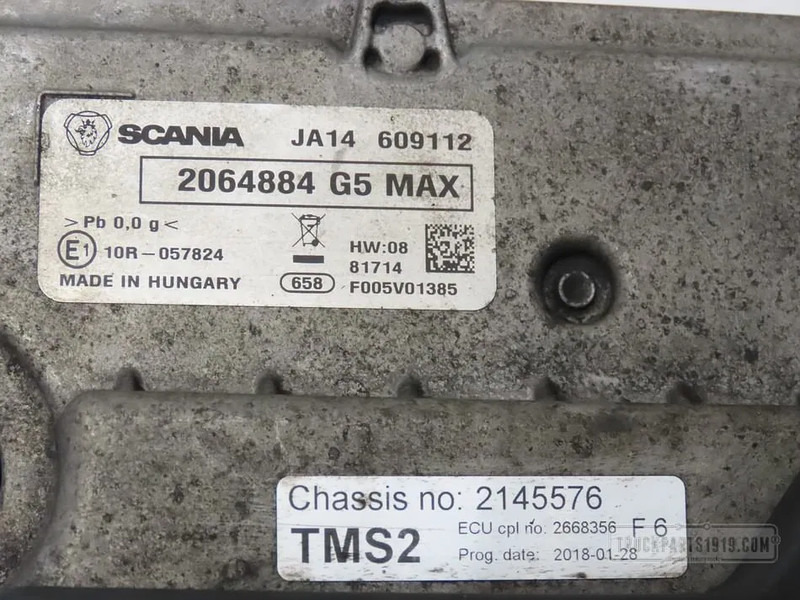 SCANIA JA14 609112
2064884 G5 MAX
>Pb 0,0 g<
E1 10R-057824
HW:08
81714
MADE IN HUNGARY 658 F005V01385
Chassis no: 2145576
TMS2 ECU cpl no. 2668356 F 6
Prog. date: 2018-01-28
TRUCKPARTS1919.COM